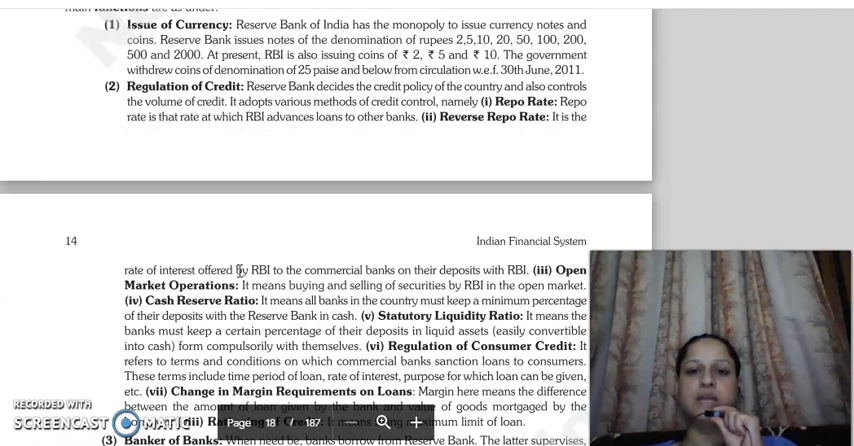 main functions are as under:
(1) Issue of Currency: Reserve Bank of India has the monopoly to issue currency notes and
coins. Reserve Bank issues notes of the denomination of rupees 2,5,10, 20, 50, 100, 200,
500 and 2000. At present, RBI is also issuing coins of ₹ 2, ₹ 5 and ₹ 10. The government
withdrew coins of denomination of 25 paise and below from circulation w.e.f. 30th June, 2011.
(2) Regulation of Credit: Reserve Bank decides the credit policy of the country and also controls
the volume of credit. It adopts various methods of credit control, namely (i) Repo Rate: Repo
rate is that rate at which RBI advances loans to other banks. (ii) Reverse Repo Rate: It is the
14 Indian Financial System
rate of interest offered by RBI to the commercial banks on their deposits with RBI. (iii) Open
Market Operations: It means buying and selling of securities by RBI in the open market.
(iv) Cash Reserve Ratio: It means all banks in the country must keep a minimum percentage
of their deposits with the Reserve Bank in cash. (v) Statutory Liquidity Ratio: It means the
banks must keep a certain percentage of their deposits in liquid assets (easily convertible
into cash) form compulsorily with themselves. (vi) Regulation of Consumer Credit: It
refers to terms and conditions on which commercial banks sanction loans to consumers.
These terms include time period of loan, rate of interest, purpose for which loan can be given,
etc. (vii) Change in Margin Requirements on Loans: Margin here means the difference
between the amount of loan given by the bank and value of goods mortgaged by the
maximum limit of loan.
(3) Banker of Banks: When need be, banks borrow from Reserve Bank. The latter supervises,
RECORDED WITH
SCREENCAST MATIC
Page 18 / 187